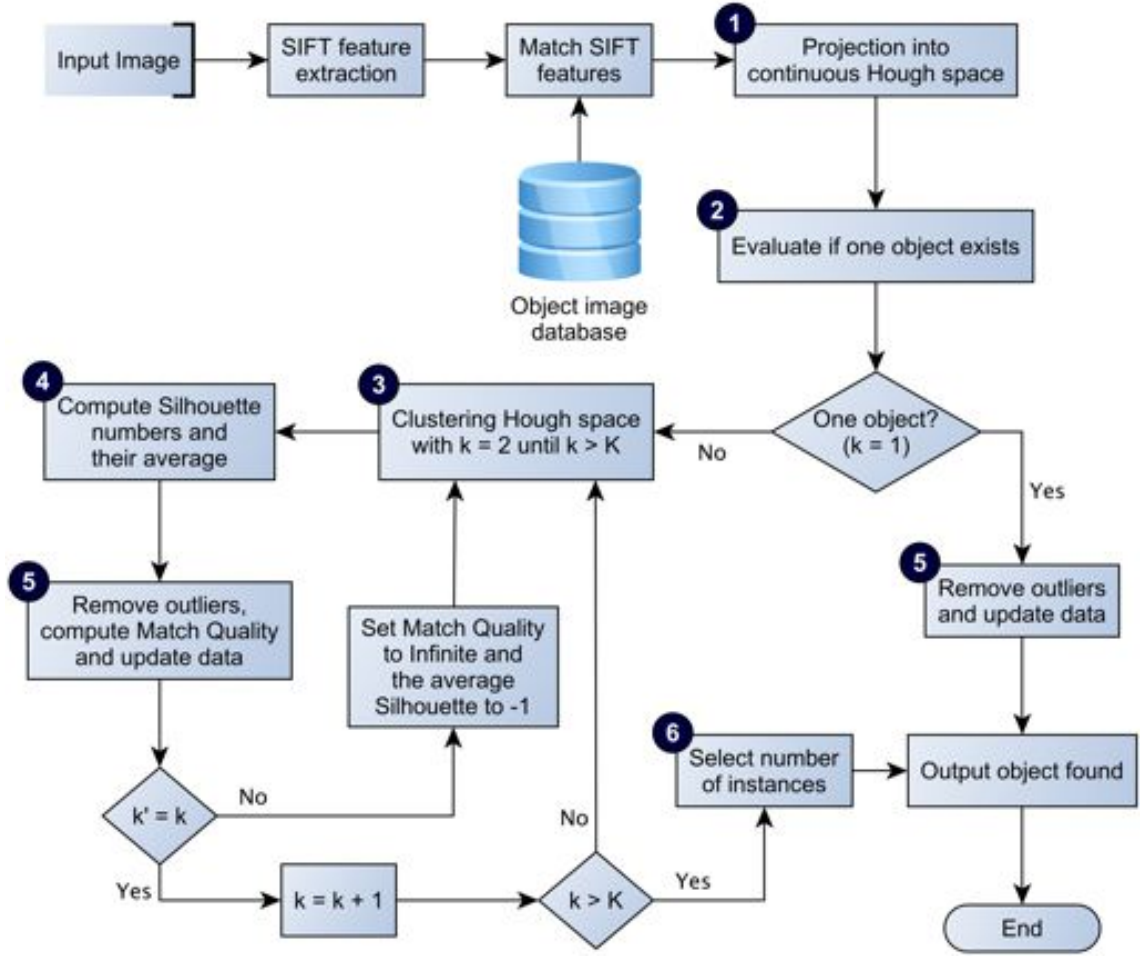 Input Image
SIFT feature
extraction
Match SIFT
features
1
Projection into
continuous Hough space
Object image
database
2
Evaluate if one object exists
One object?
(k = 1)
No
Yes
3
Clustering Hough space
with k = 2 until k > K
4
Compute Silhouette
numbers and
their average
5
Remove outliers,
compute Match Quality
and update data
Set Match Quality
to Infinite and
the average
Silhouette to -1
5
Remove outliers
and update data
k' = k
No
Yes
k = k + 1
k > K
No
Yes
6
Select number
of instances
Output object found
End